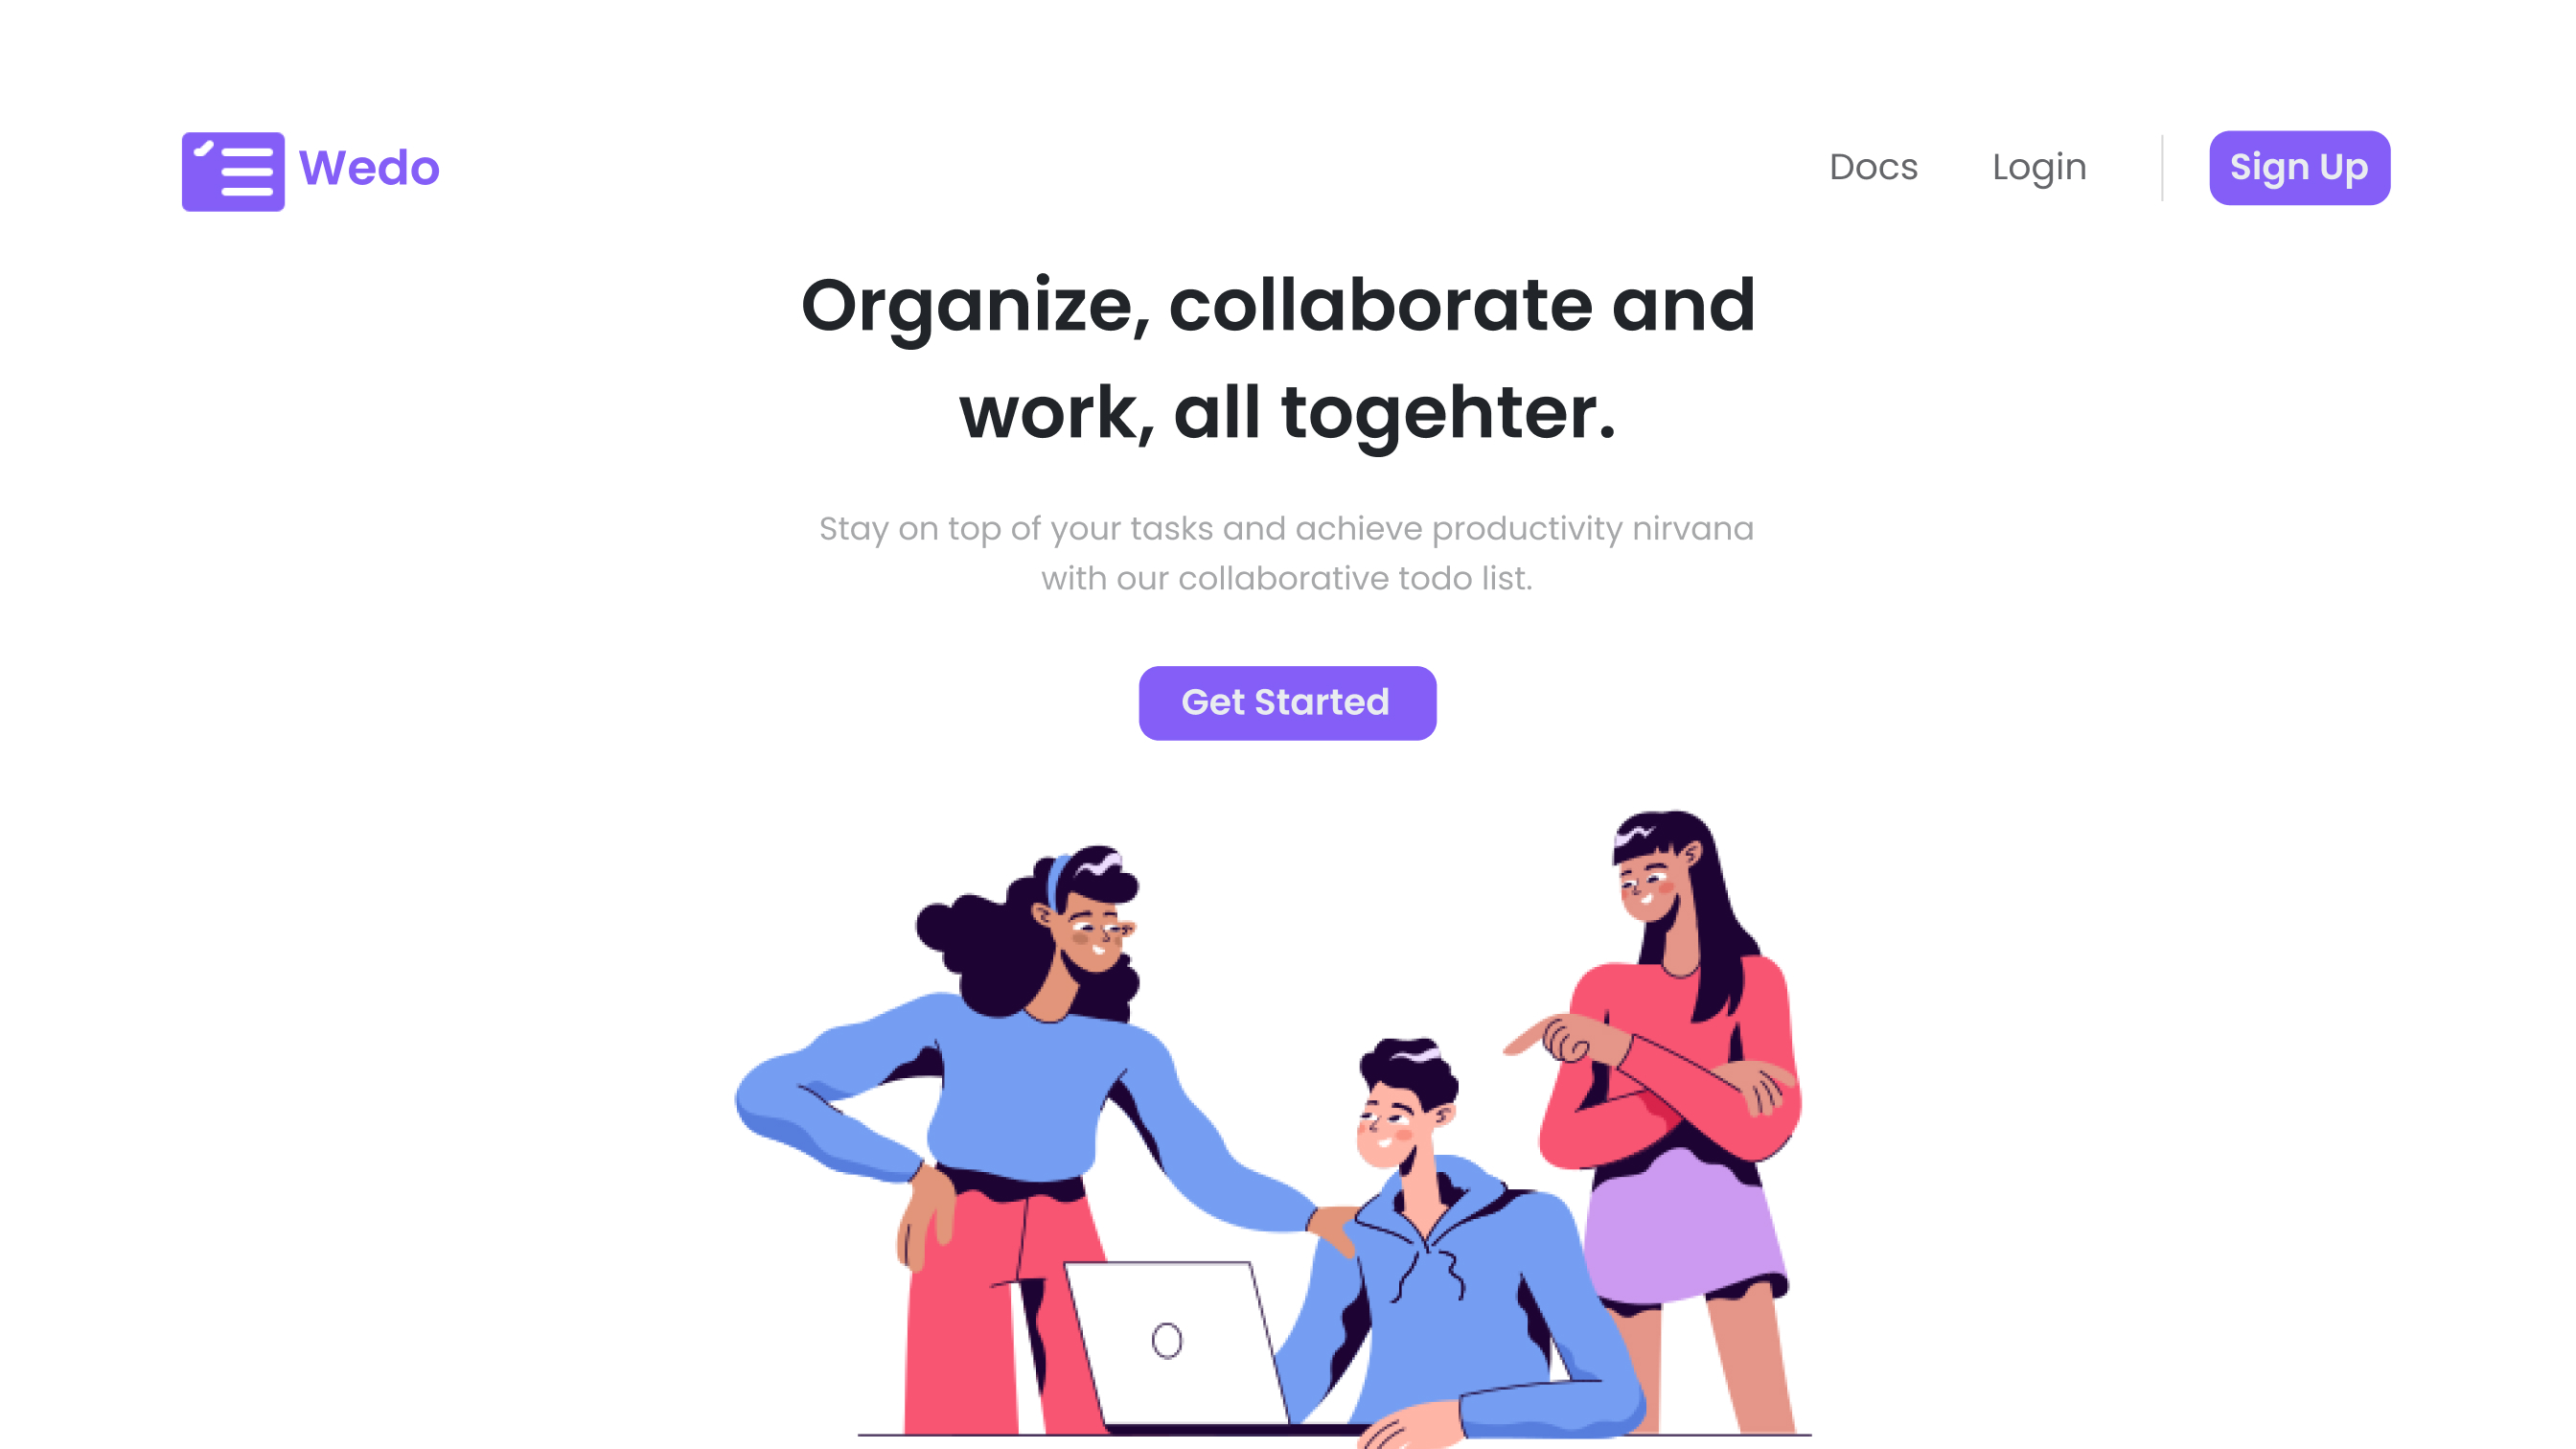 Wedo
Docs
Login
Sign Up
Organize, collaborate and
work, all togehter.
Stay on top of your tasks and achieve productivity nirvana
with our collaborative todo list.
Get Started